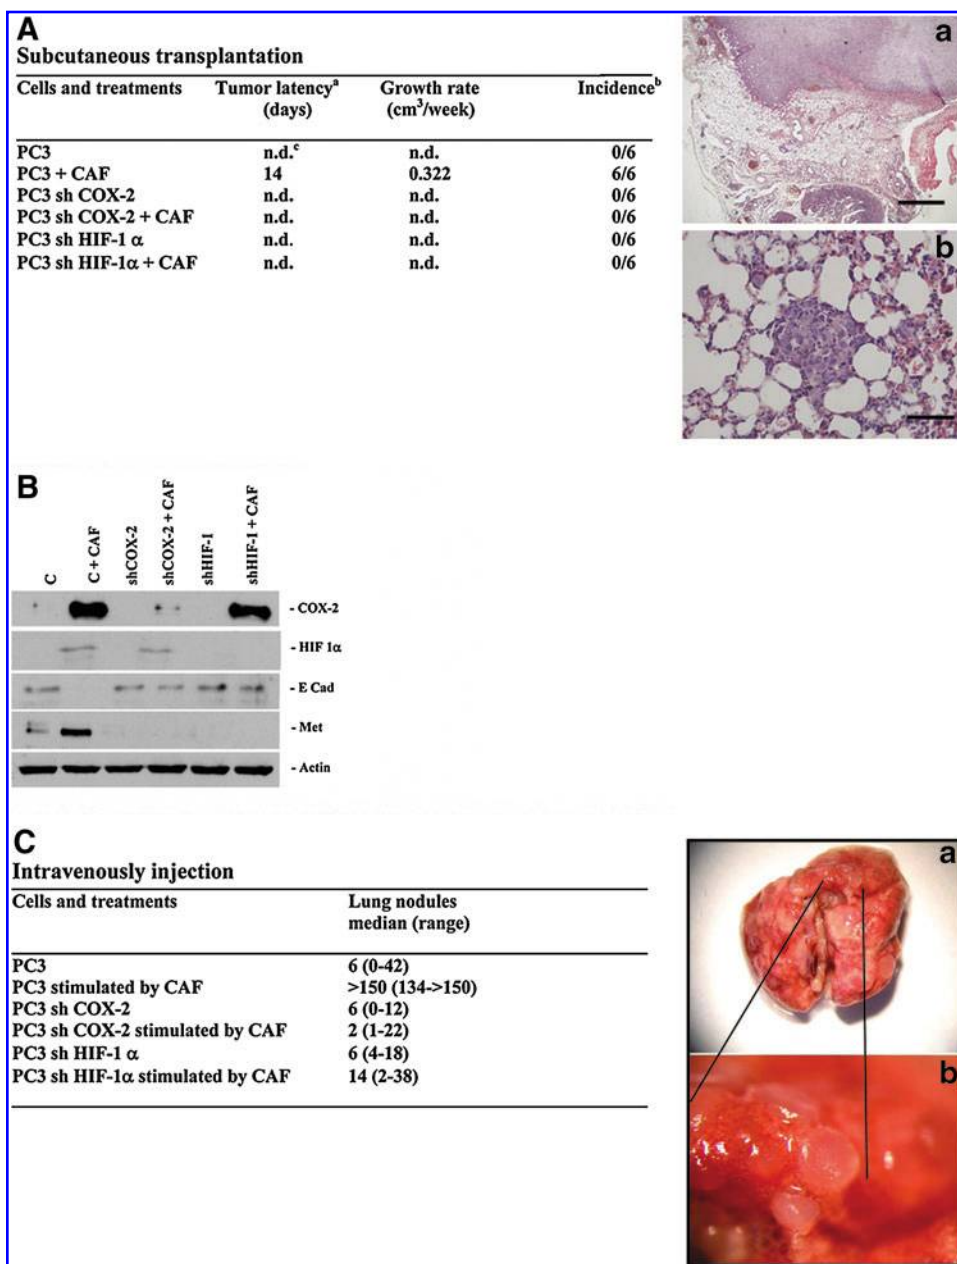 A
Subcutaneous transplantation
Cells and treatments Tumor latencyᵃ (days) Growth rate (cm³/week) Incidenceᵇ
PC3 n.d.ᶜ n.d. 0/6
PC3 + CAF 14 0.322 6/6
PC3 sh COX-2 n.d. n.d. 0/6
PC3 sh COX-2 + CAF n.d. n.d. 0/6
PC3 sh HIF-1 α n.d. n.d. 0/6
PC3 sh HIF-1α + CAF n.d. n.d. 0/6
a
b
B
C
C + CAF
shCOX-2
shCOX-2 + CAF
shHIF-1
shHIF-1 + CAF
- COX-2
- HIF 1α
- E Cad
- Met
- Actin
C
Intravenously injection
Cells and treatments Lung nodules median (range)
PC3 6 (0-42)
PC3 stimulated by CAF >150 (134->150)
PC3 sh COX-2 6 (0-12)
PC3 sh COX-2 stimulated by CAF 2 (1-22)
PC3 sh HIF-1 α 6 (4-18)
PC3 sh HIF-1α stimulated by CAF 14 (2-38)
a
b